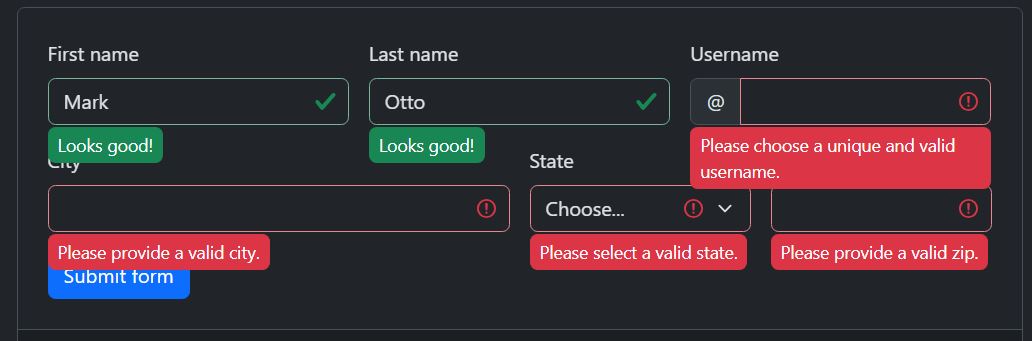 First name
Last name
Username
Mark
Otto
@
Looks good!
Looks good!
Please choose a unique and valid
username.
City
State
Choose...
Please provide a valid city.
Please select a valid state.
Please provide a valid zip.
Submit form